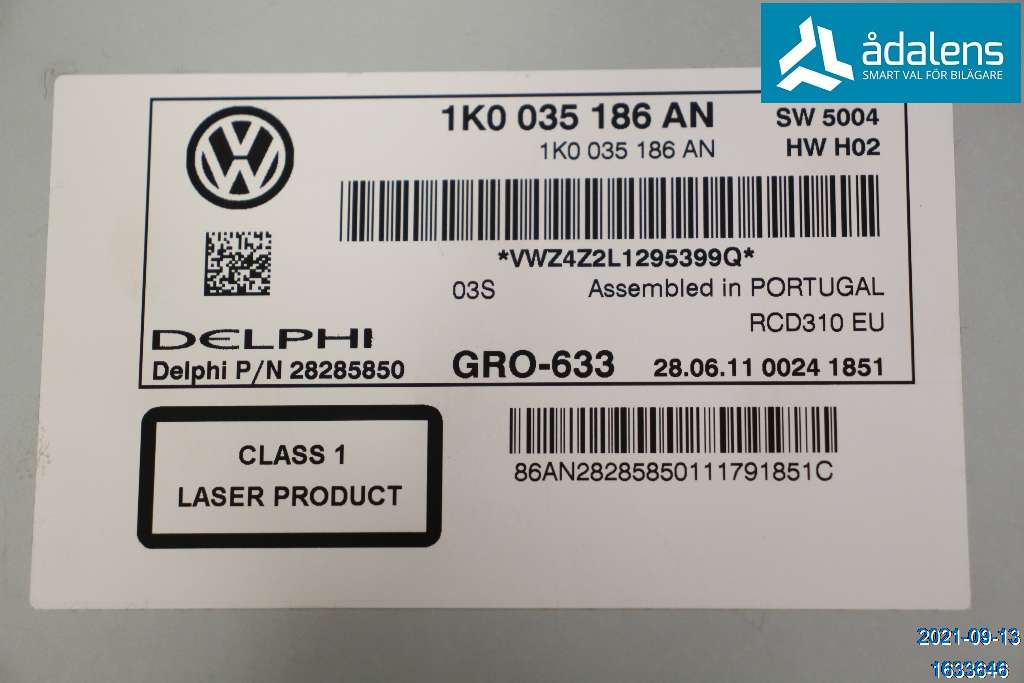 ådalens
SMART VAL FÖR BILÄGARE
1K0 035 186 AN
SW 5004
1K0 035 186 AN
HW H02
*VWZ4Z2L1295399Q*
03S
Assembled in PORTUGAL
RCD310 EU
DELPHI
Delphi P/N 28285850
GRO-633
28.06.11 0024 1851
CLASS 1
LASER PRODUCT
86AN28285850111791851C
2021-09-13
1633646